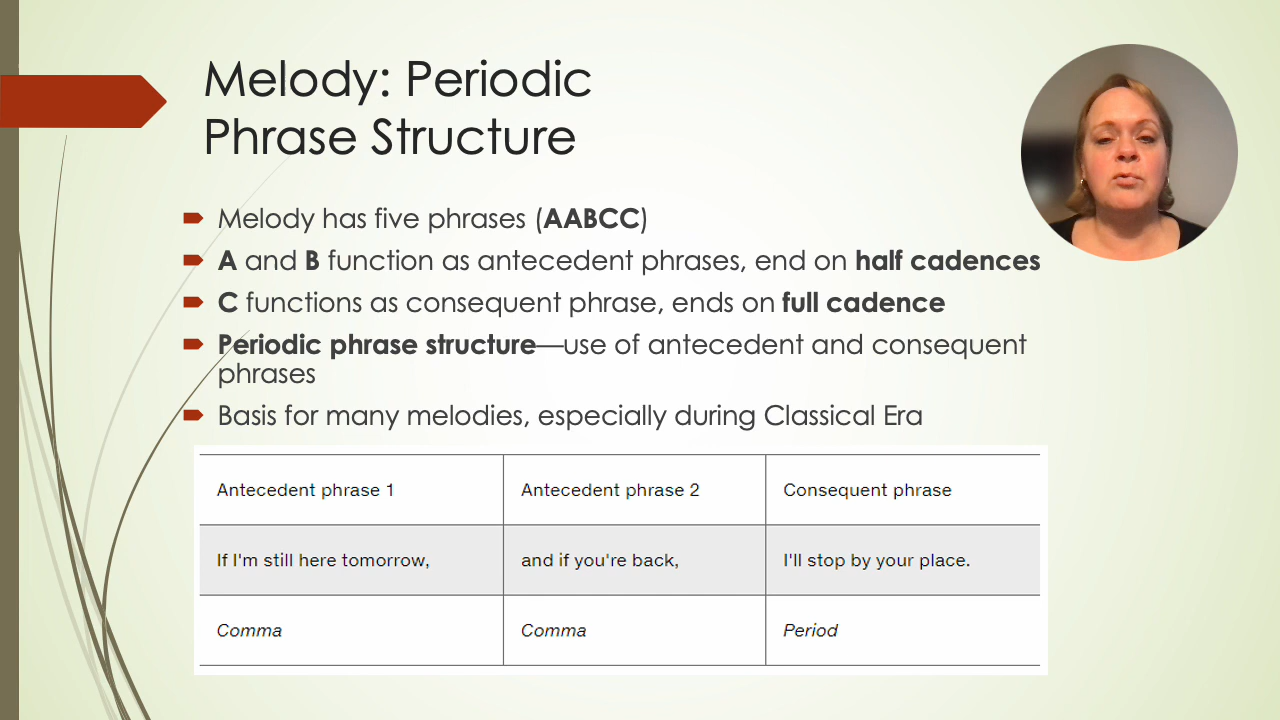 Melody: Periodic
Phrase Structure
Melody has five phrases (AABCC)
A and B function as antecedent phrases, end on half cadences
C functions as consequent phrase, ends on full cadence
Periodic phrase structure—use of antecedent and consequent
phrases
Basis for many melodies, especially during Classical Era
Antecedent phrase 1 Antecedent phrase 2 Consequent phrase
If I'm still here tomorrow, and if you're back, I'll stop by your place.
Comma Comma Period